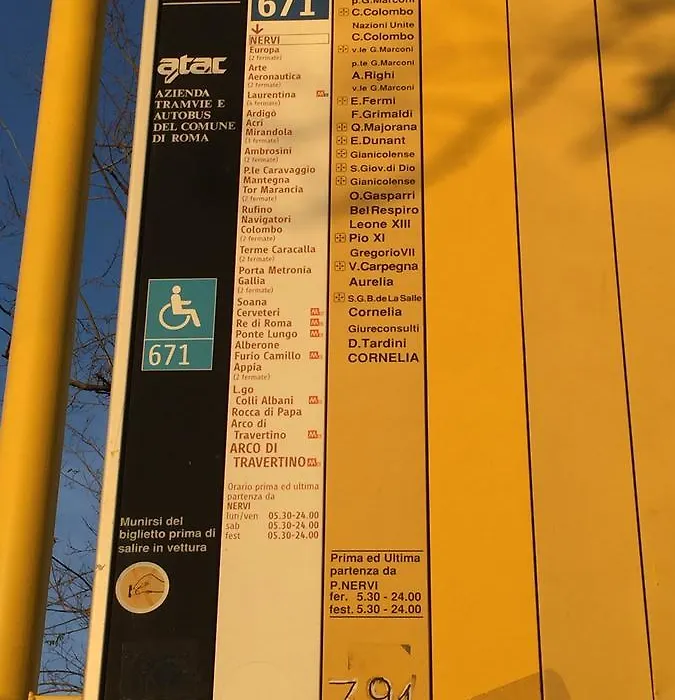 atac
AZIENDA
TRAMVIE E
AUTOBUS
DEL COMUNE
DI ROMA
671
Munirsi del
biglietto prima di
salire in vettura
671
NERVI
Europa
(2 fermate)
Arte
Aeronautica
Laurentina M
(6 fermate)
Ardigò
Acri
Mirandola
(3 fermate)
Ambrosini
(2 fermate)
P.le Caravaggio
Mantegna
Tor Marancia
(2 fermate)
Rufino
Navigatori
Colombo
(2 fermate)
Terme Caracalla
(2 fermate)
Porta Metronia
Gallia
(2 fermate)
Soana
Cerveteri M
Re di Roma M
Ponte Lungo M
Alberone
Furio Camillo M
Appia
(2 fermate)
L.go
Colli Albani M
Rocca di Papa
Arco di
Travertino M
ARCO DI
TRAVERTINO M
Orario prima ed ultima
partenza da
NERVI
lun/ven 05.30-24.00
sab 05.30-24.00
fest 05.30-24.00
p.G.Marconi
C.Colombo
Nazioni Unite
C.Colombo
v.le G.Marconi
p.le G.Marconi
A.Righi
v.le G.Marconi
E.Fermi
F.Grimaldi
Q.Majorana
E.Dunant
Gianicolense
S.Giov.di Dio
Gianicolense
O.Gasparri
Bel Respiro
Leone XIII
Pio XI
GregorioVII
V.Carpegna
Aurelia
S.G.B.de La Salle
Cornelia
Giureconsulti
D.Tardini
CORNELIA
Prima ed Ultima
partenza da
P.NERVI
fer. 5.30 - 24.00
fest. 5.30 - 24.00
791